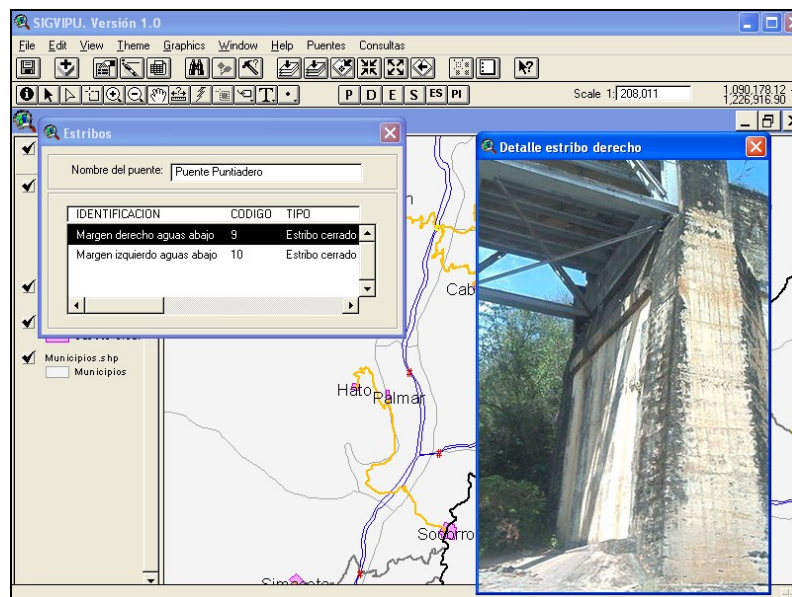 SIGVIPU. Versión 1.0
File Edit View Theme Graphics Window Help Puentes Consultas
P D E S ES PI
Scale 1: 208,011
1,090,178.12
1,226,916.90
Estribos
Nombre del puente: Puente Puntiadero
IDENTIFICACION CODIGO TIPO
Margen derecho aguas abajo 9 Estribo cerrado
Margen izquierdo aguas abajo 10 Estribo cerrado
Detalle estribo derecho
Cab
Municipios.shp
Municipios
Hato
Palmar
Socorro